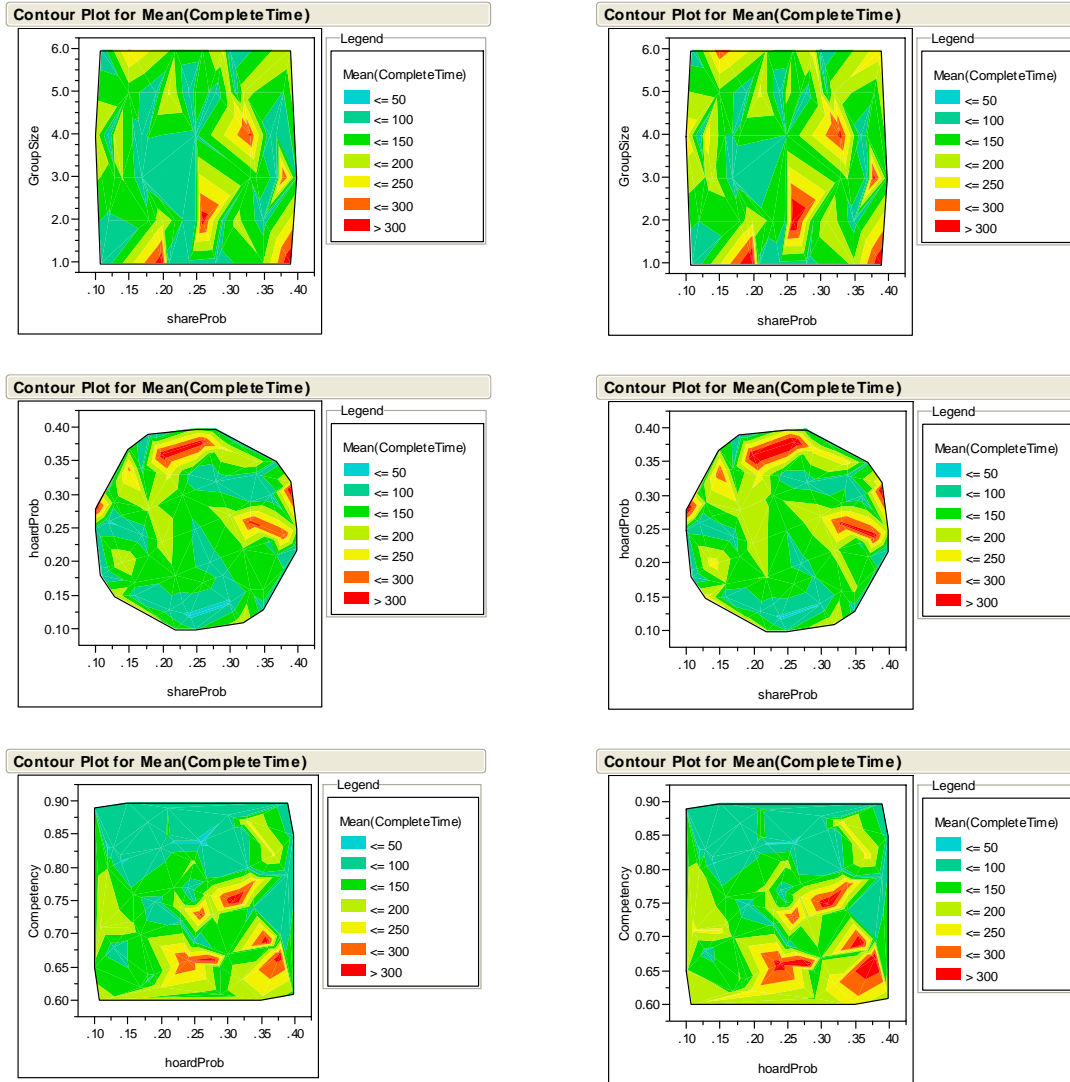 Contour Plot for Mean(CompleteTime)
Legend
Mean(CompleteTime)
<= 50
<= 100
<= 150
<= 200
<= 250
<= 300
> 300
GroupSize
6.0
5.0
4.0
3.0
2.0
1.0
.10 .15 .20 .25 .30 .35 .40
shareProb
Contour Plot for Mean(CompleteTime)
Legend
Mean(CompleteTime)
<= 50
<= 100
<= 150
<= 200
<= 250
<= 300
> 300
GroupSize
6.0
5.0
4.0
3.0
2.0
1.0
.10 .15 .20 .25 .30 .35 .40
shareProb
Contour Plot for Mean(CompleteTime)
Legend
Mean(CompleteTime)
<= 50
<= 100
<= 150
<= 200
<= 250
<= 300
> 300
hoardProb
0.40
0.35
0.30
0.25
0.20
0.15
0.10
.10 .15 .20 .25 .30 .35 .40
shareProb
Contour Plot for Mean(CompleteTime)
Legend
Mean(CompleteTime)
<= 50
<= 100
<= 150
<= 200
<= 250
<= 300
> 300
hoardProb
0.40
0.35
0.30
0.25
0.20
0.15
0.10
.10 .15 .20 .25 .30 .35 .40
shareProb
Contour Plot for Mean(CompleteTime)
Legend
Mean(CompleteTime)
<= 50
<= 100
<= 150
<= 200
<= 250
<= 300
> 300
Competency
0.90
0.85
0.80
0.75
0.70
0.65
0.60
.10 .15 .20 .25 .30 .35 .40
hoardProb
Contour Plot for Mean(CompleteTime)
Legend
Mean(CompleteTime)
<= 50
<= 100
<= 150
<= 200
<= 250
<= 300
> 300
Competency
0.90
0.85
0.80
0.75
0.70
0.65
0.60
.10 .15 .20 .25 .30 .35 .40
hoardProb